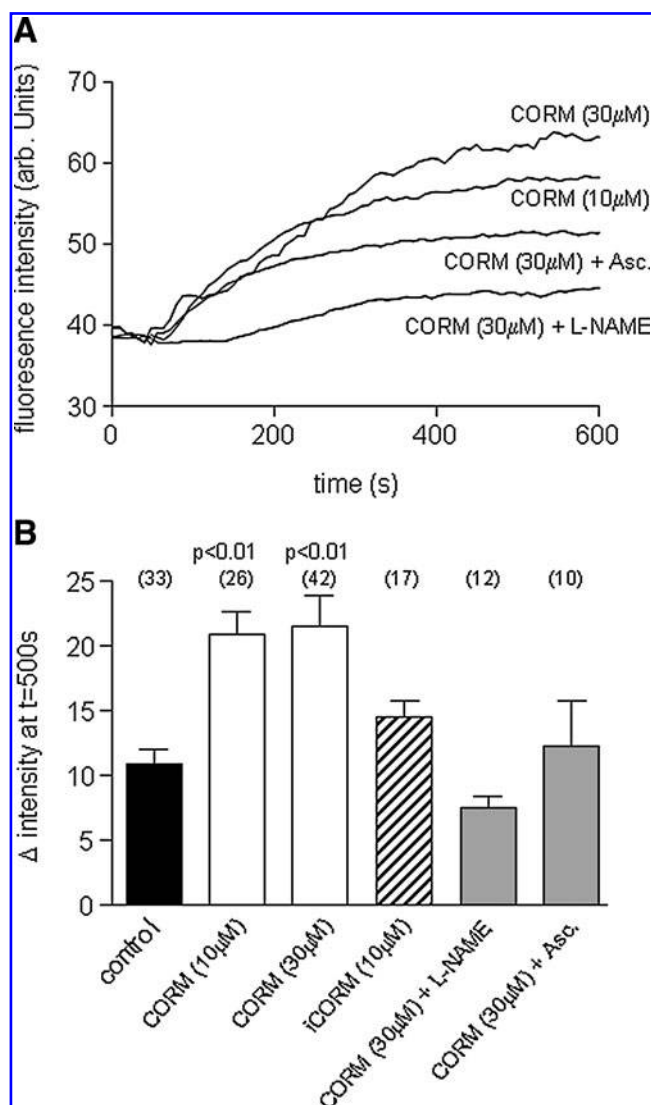 A
fluoresence intensity (arb. Units)
70
60
50
40
30
CORM (30μM)
CORM (10μM)
CORM (30μM) + Asc.
CORM (30μM) + L-NAME
0 200 400 600
time (s)
B
Δ intensity at t=500s
p<0.01 p<0.01
(33) (26) (42) (17) (12) (10)
25
20
15
10
5
0
control
CORM (10μM)
CORM (30μM)
iCORM (10μM)
CORM (30μM) + L-NAME
CORM (30μM) + Asc.